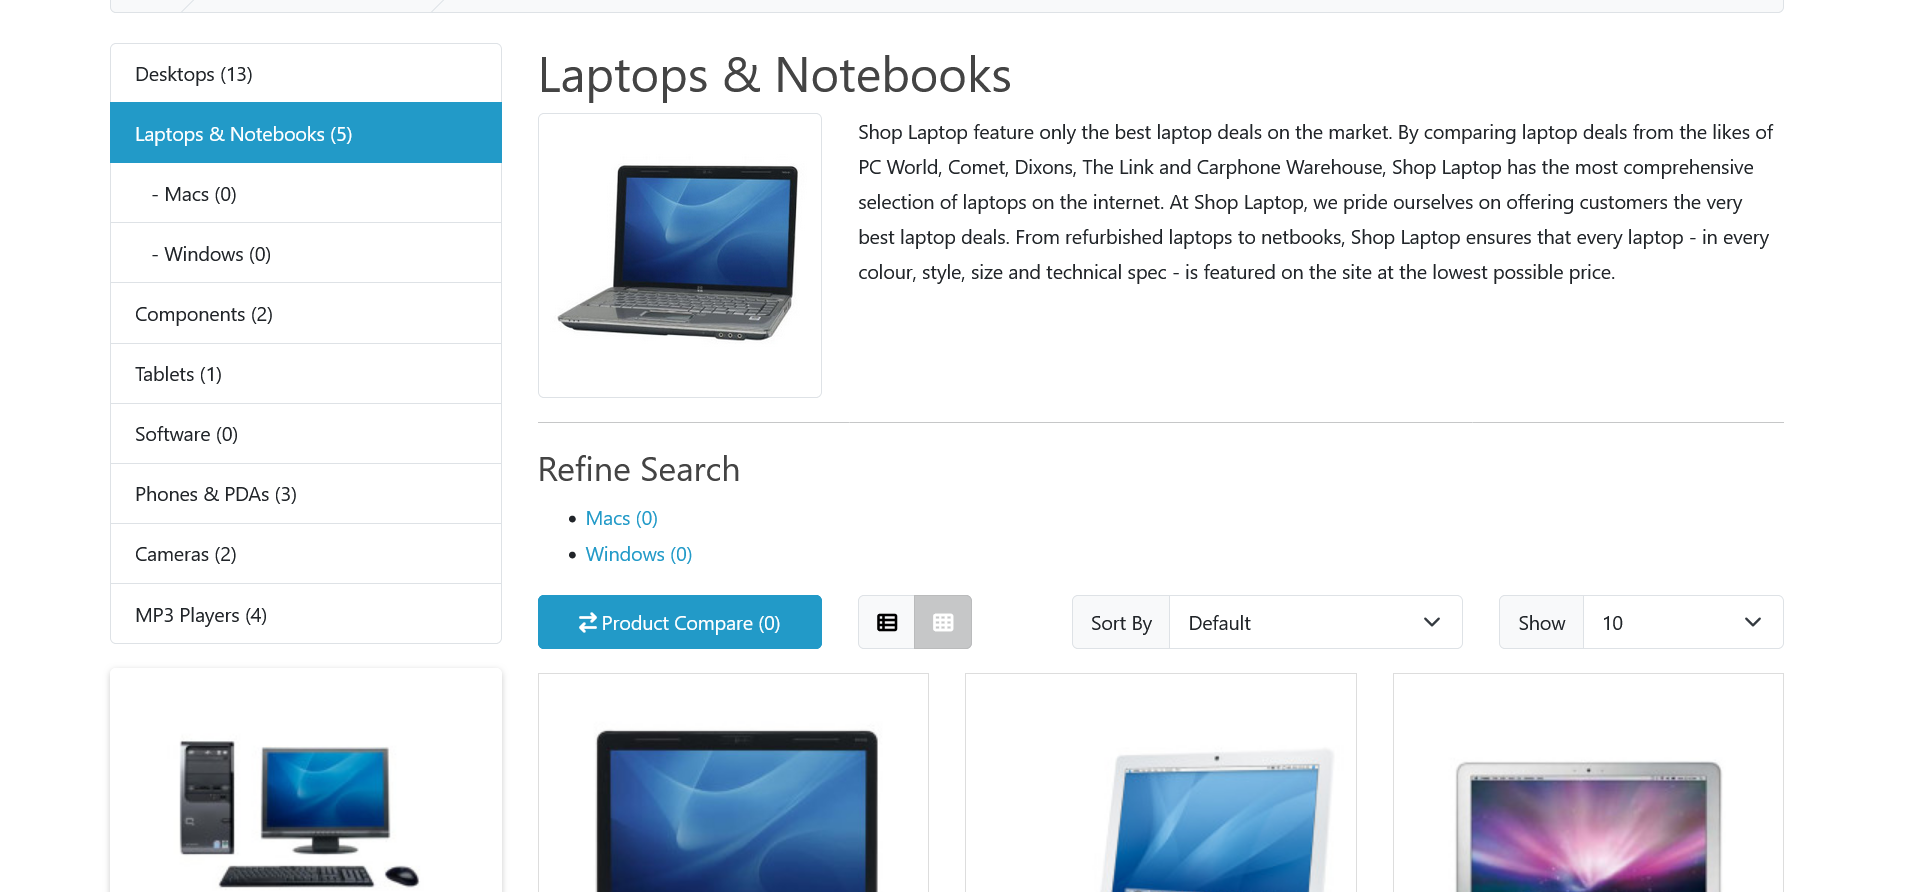 Desktops (13)
Laptops & Notebooks (5)
- Macs (0)
- Windows (0)
Components (2)
Tablets (1)
Software (0)
Phones & PDAs (3)
Cameras (2)
MP3 Players (4)
Laptops & Notebooks
Shop Laptop feature only the best laptop deals on the market. By comparing laptop deals from the likes of
PC World, Comet, Dixons, The Link and Carphone Warehouse, Shop Laptop has the most comprehensive
selection of laptops on the internet. At Shop Laptop, we pride ourselves on offering customers the very
best laptop deals. From refurbished laptops to netbooks, Shop Laptop ensures that every laptop - in every
colour, style, size and technical spec - is featured on the site at the lowest possible price.
Refine Search
Macs (0)
Windows (0)
Product Compare (0)
Sort By Default
Show 10